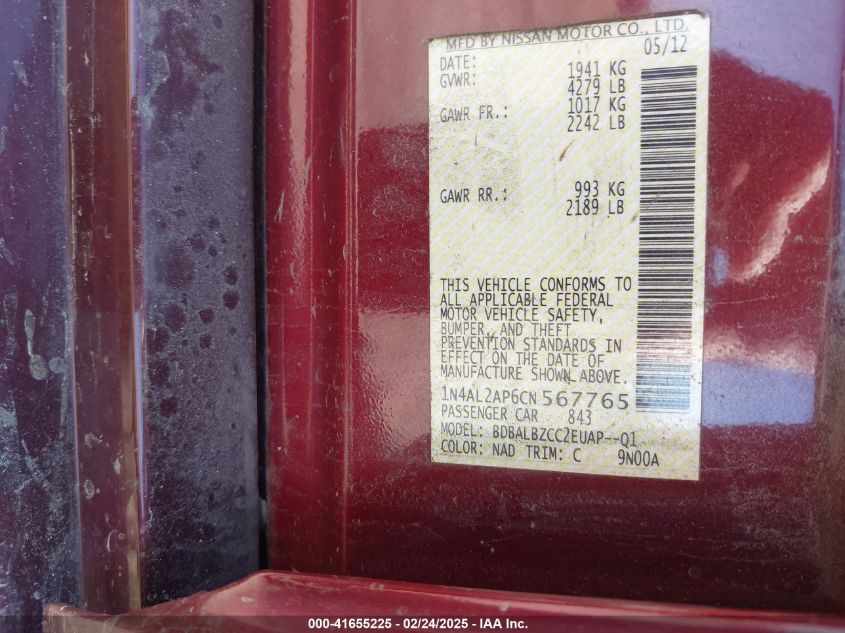 MFD BY NISSAN MOTOR CO., LTD.
DATE: 05/12
GVWR: 1941 KG
4279 LB
GAWR FR.: 1017 KG
2242 LB
GAWR RR.: 993 KG
2189 LB
THIS VEHICLE CONFORMS TO
ALL APPLICABLE FEDERAL
MOTOR VEHICLE SAFETY,
BUMPER, AND THEFT
PREVENTION STANDARDS IN
EFFECT ON THE DATE OF
MANUFACTURE SHOWN ABOVE.
1N4AL2AP6CN 567765
PASSENGER CAR 843
MODEL: BDBALBZCC2EUAP--Q1
COLOR: NAD TRIM: C 9N00A
000-41655225 - 02/24/2025 - IAA Inc.